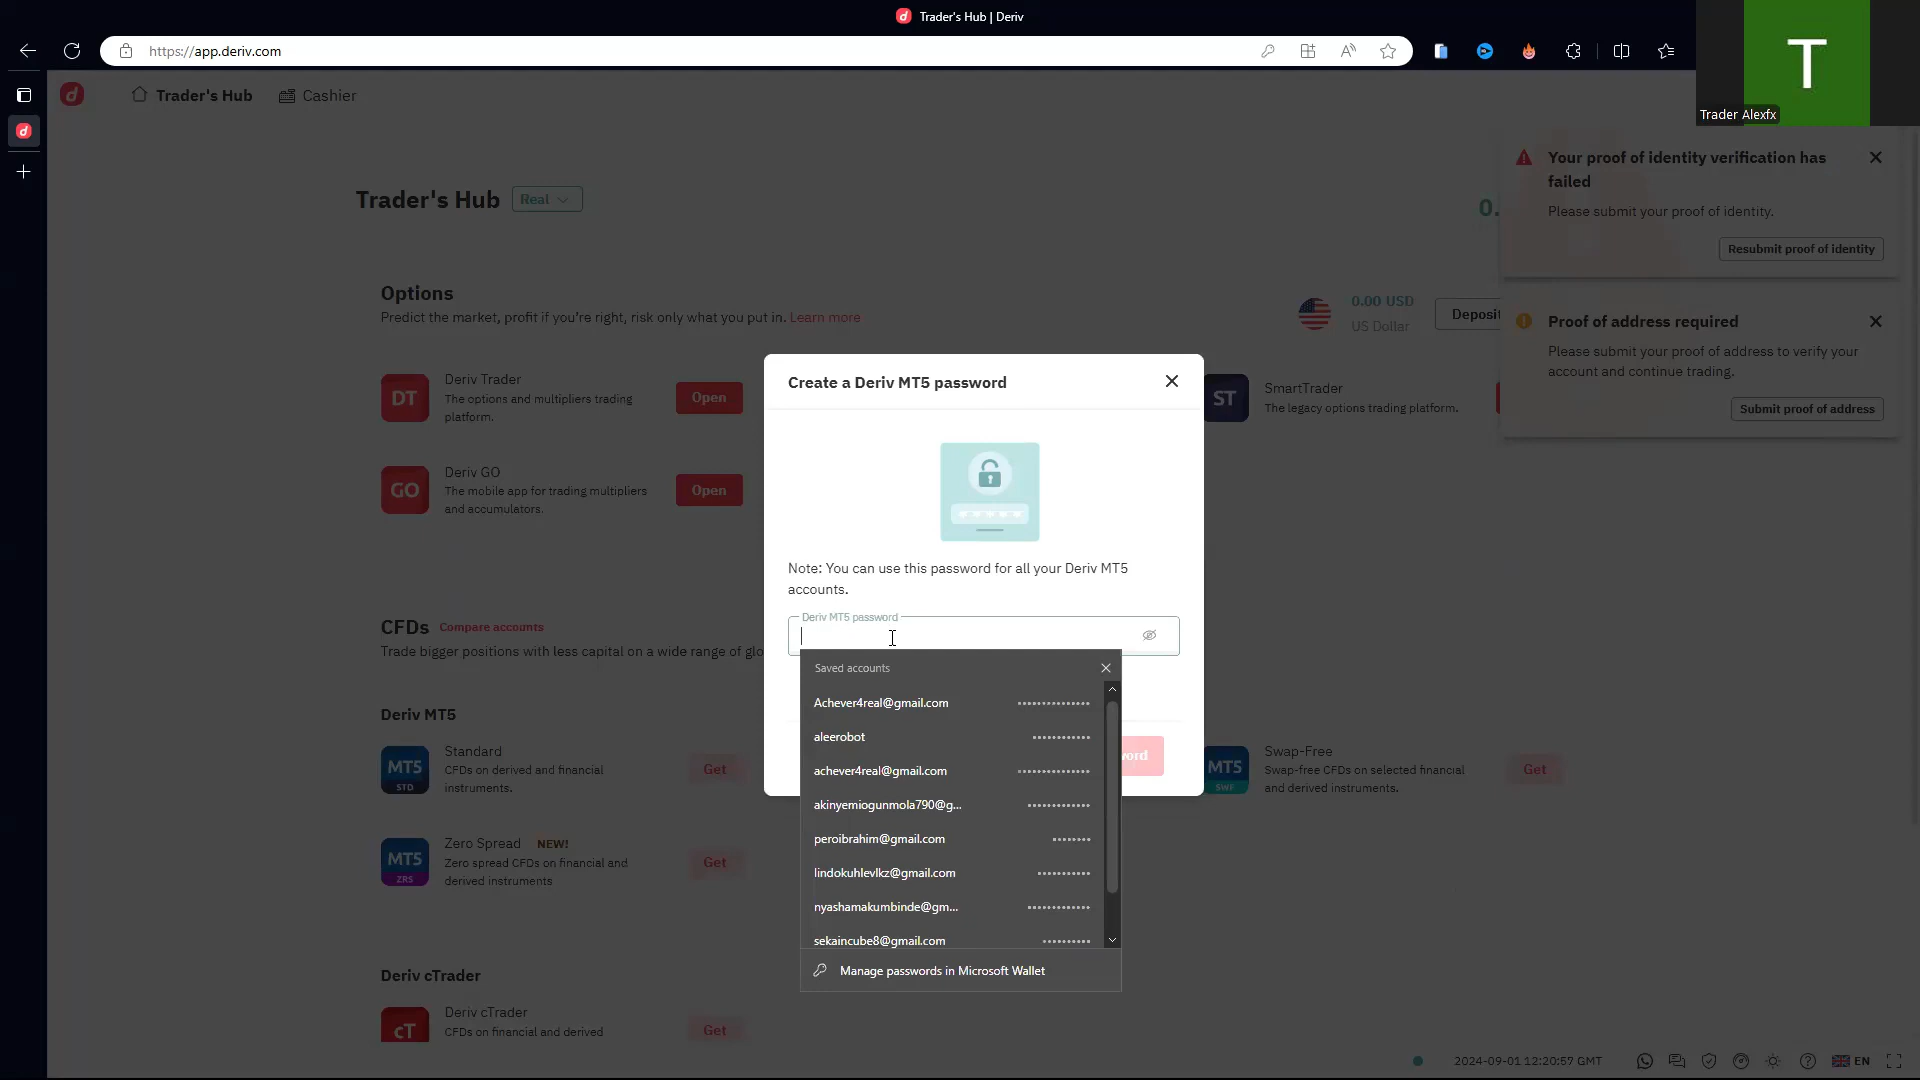 Trader's Hub | Deriv
https://app.deriv.com
T
Trader Alexfx
Trader's Hub
Cashier
Your proof of identity verification has
failed
Please submit your proof of identity.
Resubmit proof of identity
Trader's Hub
Real
0.
Options
Predict the market, profit if you're right, risk only what you put in. Learn more
0.00 USD
US Dollar
Deposit
Proof of address required
Please submit your proof of address to verify your
account and continue trading.
Submit proof of address
DT
Deriv Trader
The options and multipliers trading
platform.
Open
ST
SmartTrader
The legacy options trading platform.
GO
Deriv GO
The mobile app for trading multipliers
and accumulators.
Open
Create a Deriv MT5 password
Note: You can use this password for all your Deriv MT5
accounts.
Deriv MT5 password
Saved accounts
Achever4real@gmail.com
aleerobot
achever4real@gmail.com
akinyemiogunmola790@g...
peroibrahim@gmail.com
lindokuhlevlkz@gmail.com
nyashamakumbinde@gm...
sekaincube8@gmail.com
Manage passwords in Microsoft Wallet
CFDs Compare accounts
Trade bigger positions with less capital on a wide range of glo
Deriv MT5
MT5
STD
Standard
CFDs on derived and financial
instruments.
Get
MT5
SWF
Swap-Free
Swap-free CFDs on selected financial
and derived instruments.
Get
MT5
ZRS
Zero Spread NEW!
Zero spread CFDs on financial and
derived instruments
Get
Deriv cTrader
cT
Deriv cTrader
CFDs on financial and derived
Get
2024-09-01 12:20:57 GMT
EN